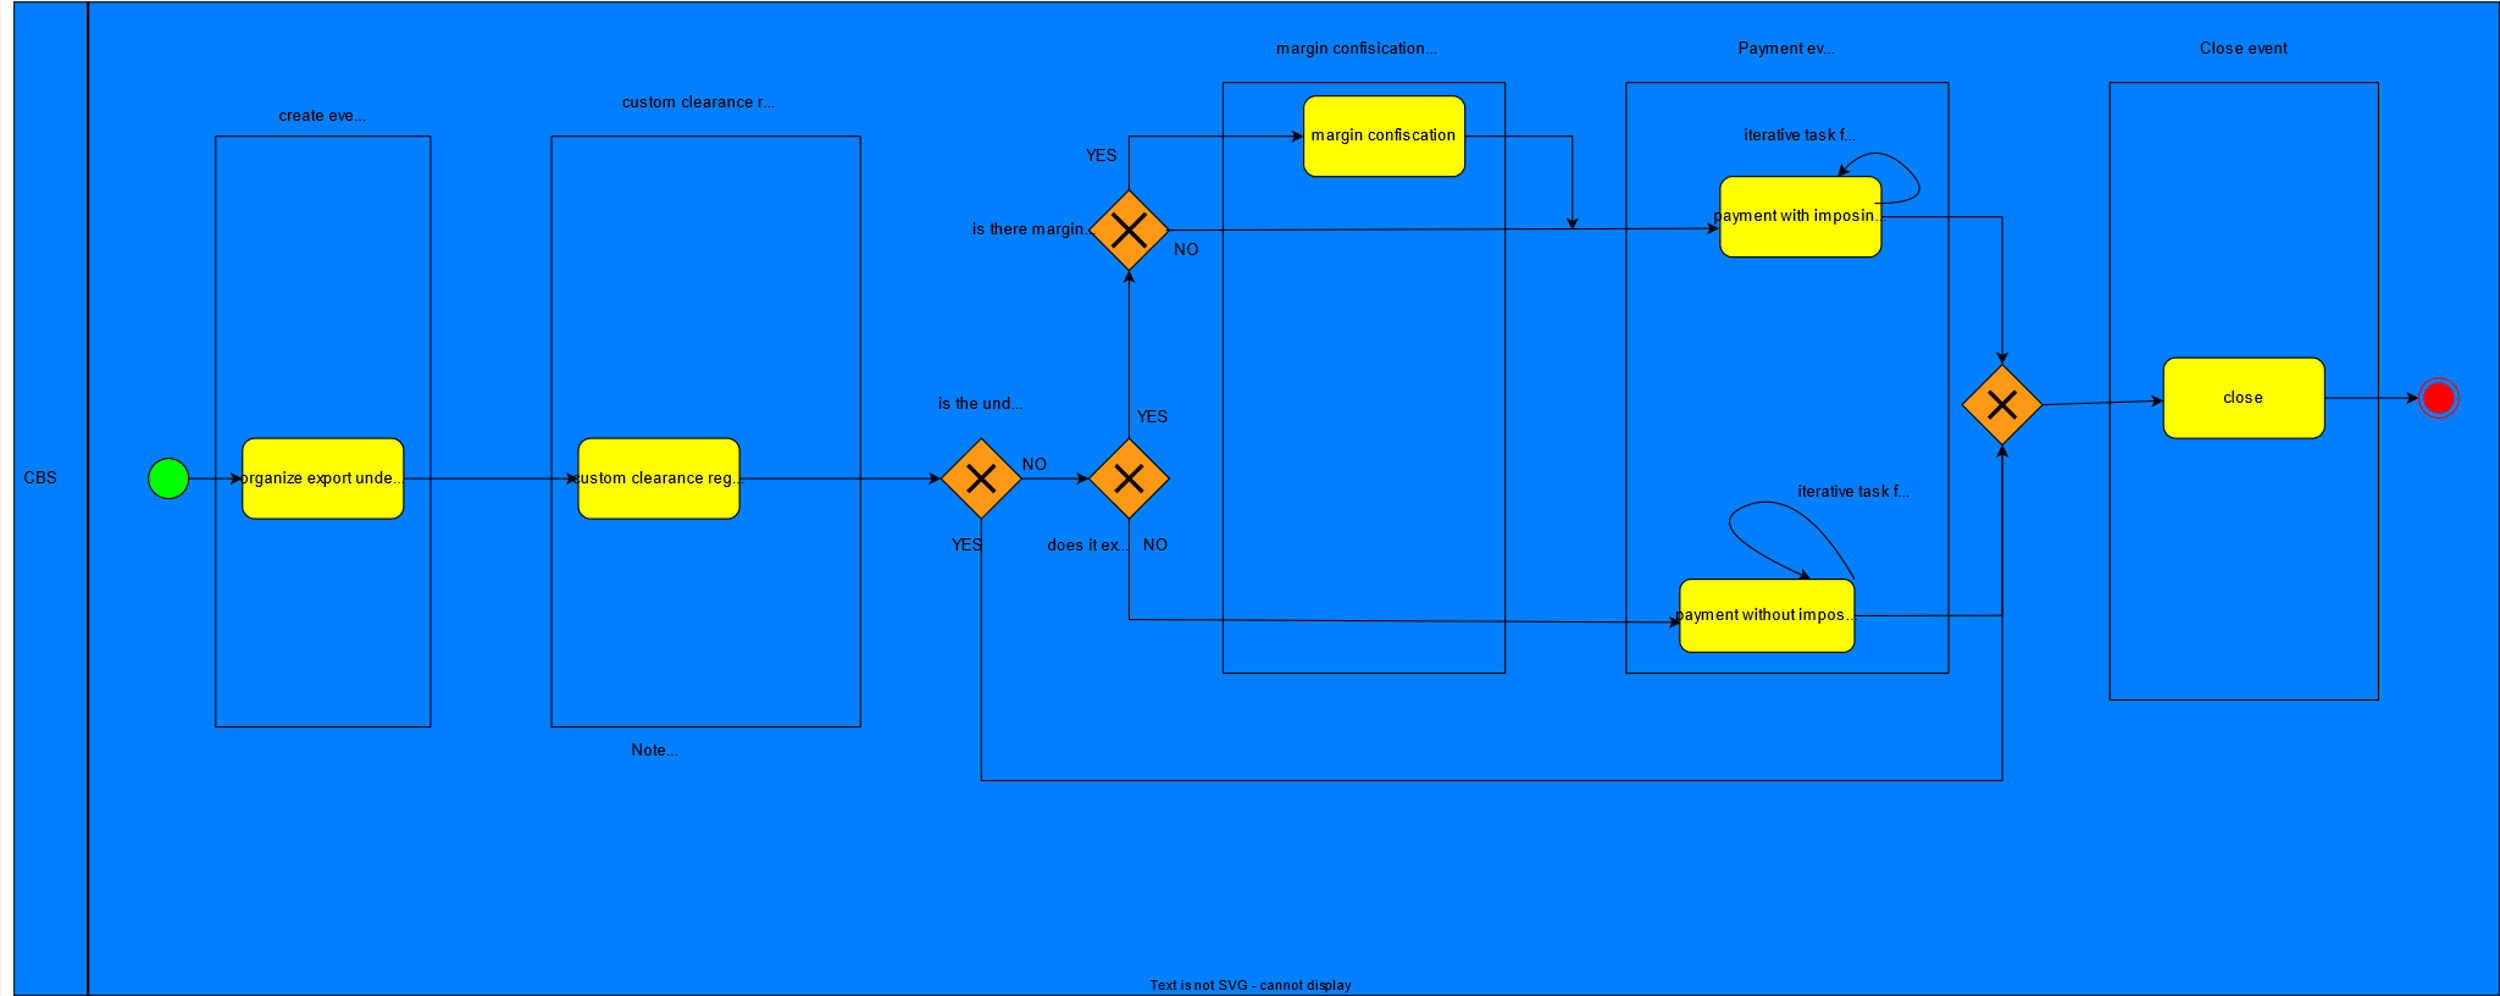 CBS
create eve...
organize export unde...
custom clearance r...
custom clearance reg...
Note...
is the und...
NO
YES
does it ex...
YES
NO
is there margin...
YES
NO
margin confisication...
margin confiscation
Payment ev...
iterative task f...
payment with imposin...
iterative task f...
payment without impos...
Close event
close
Text is not SVG - cannot display